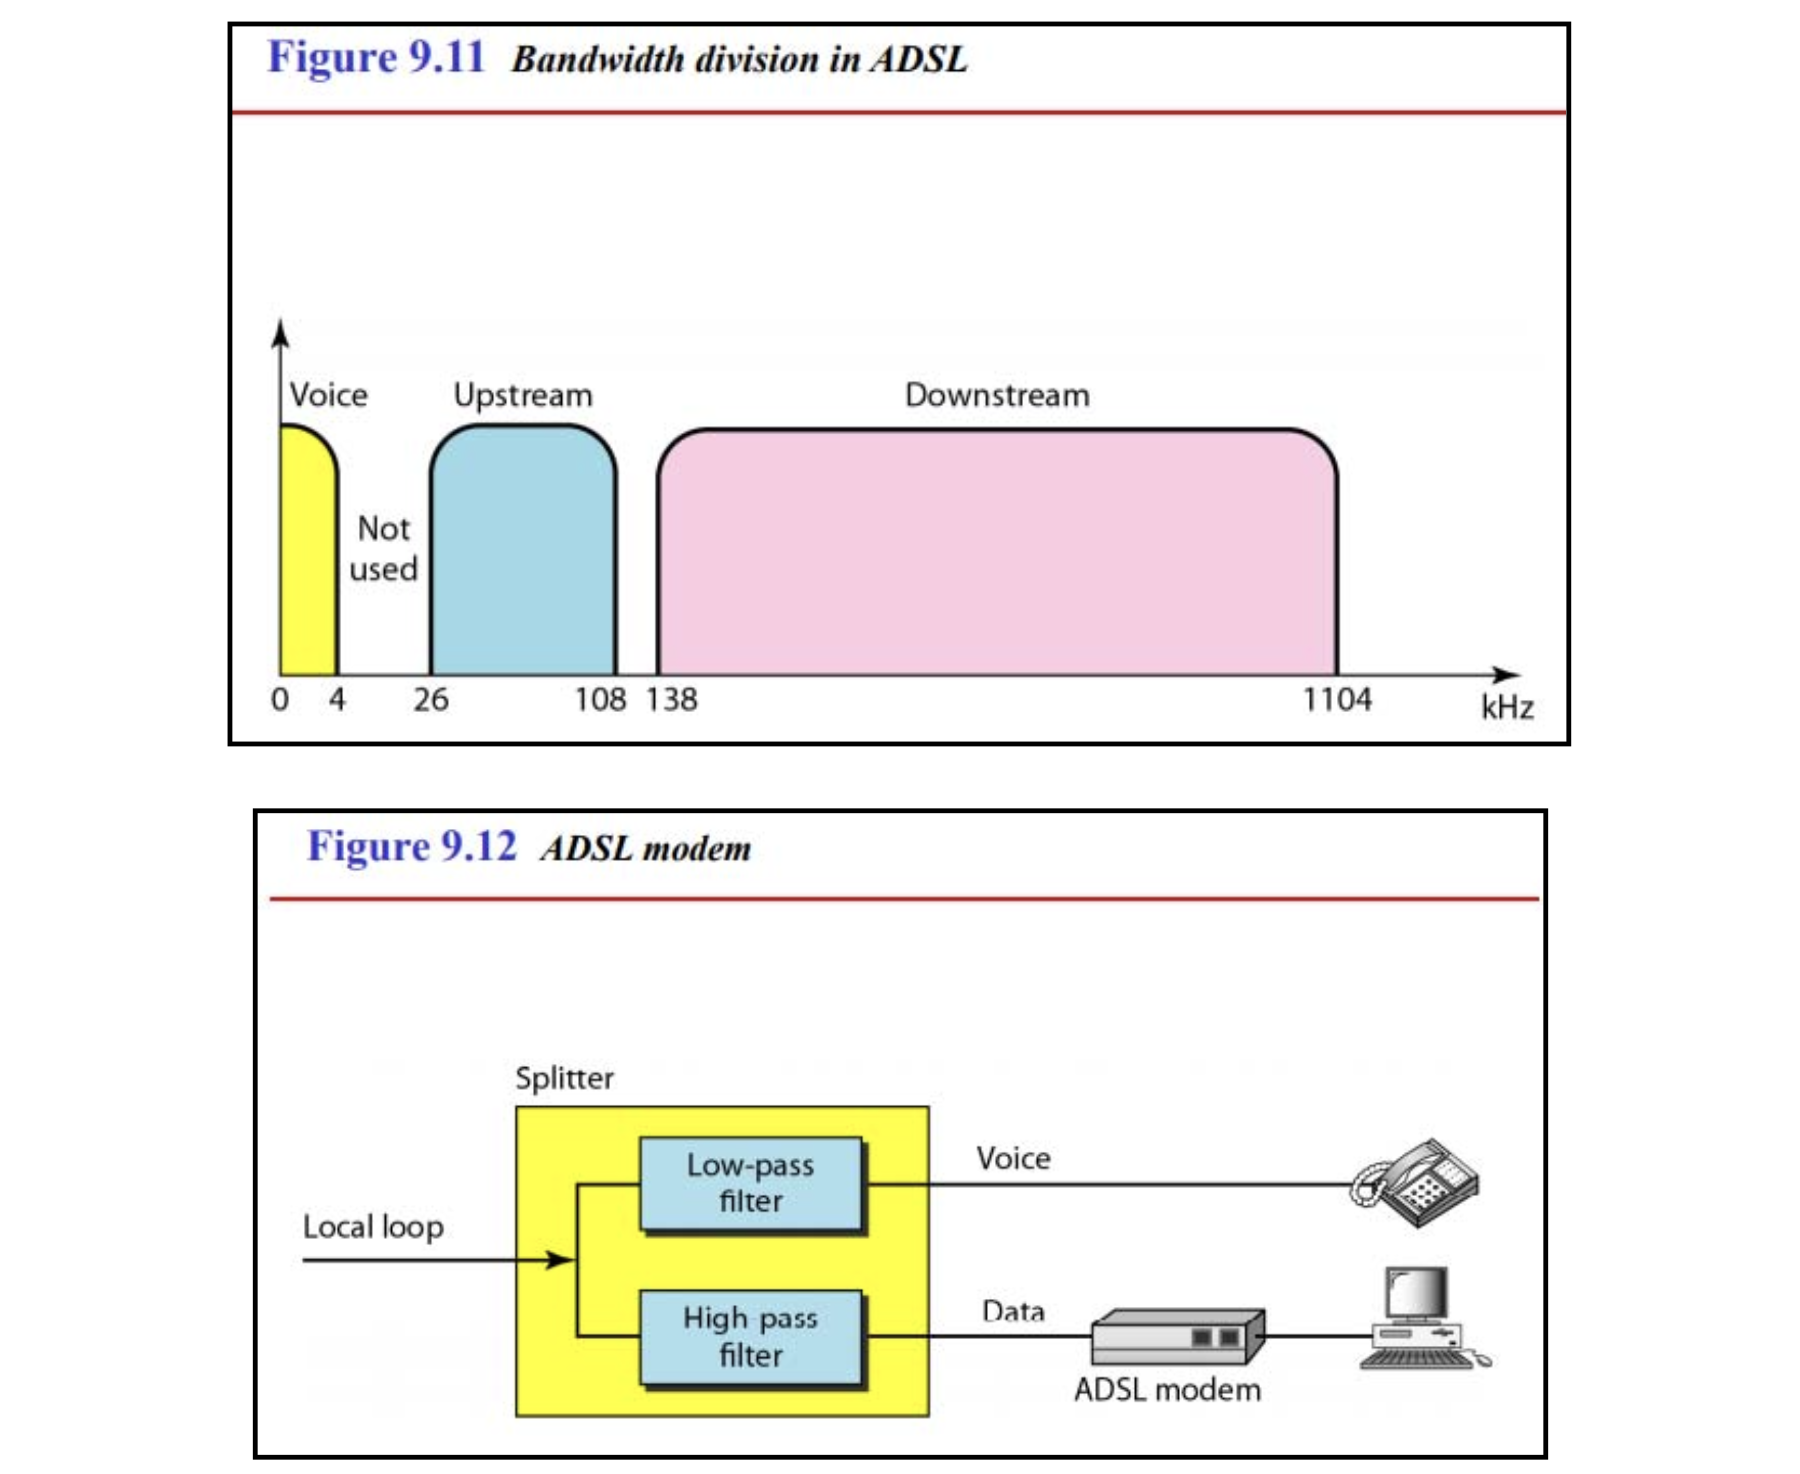 Figure 9.11 Bandwidth division in ADSL
Voice Upstream Downstream
Not
used
0 4 26 108 138 1104 kHz
Figure 9.12 ADSL modem
Splitter
Low-pass
filter
Voice
Local loop
High pass
filter
Data
ADSL modem